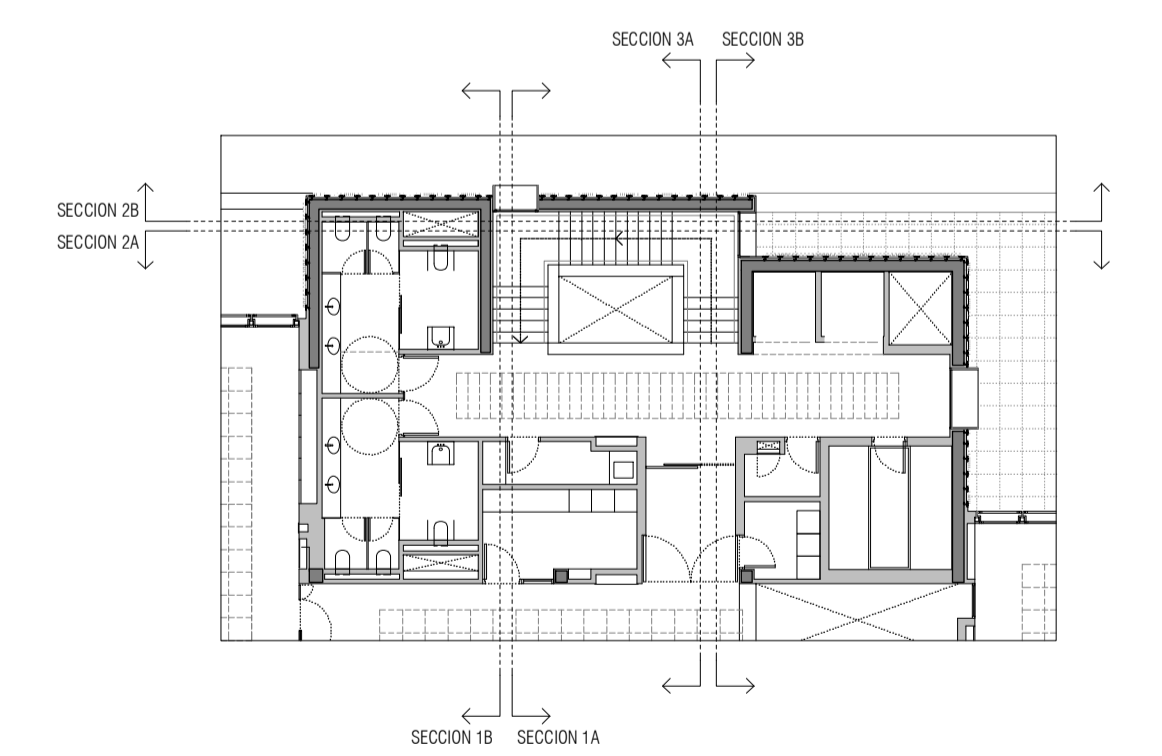 SECCION 3A
SECCION 3B
SECCION 2B
SECCION 2A
SECCION 1B
SECCION 1A